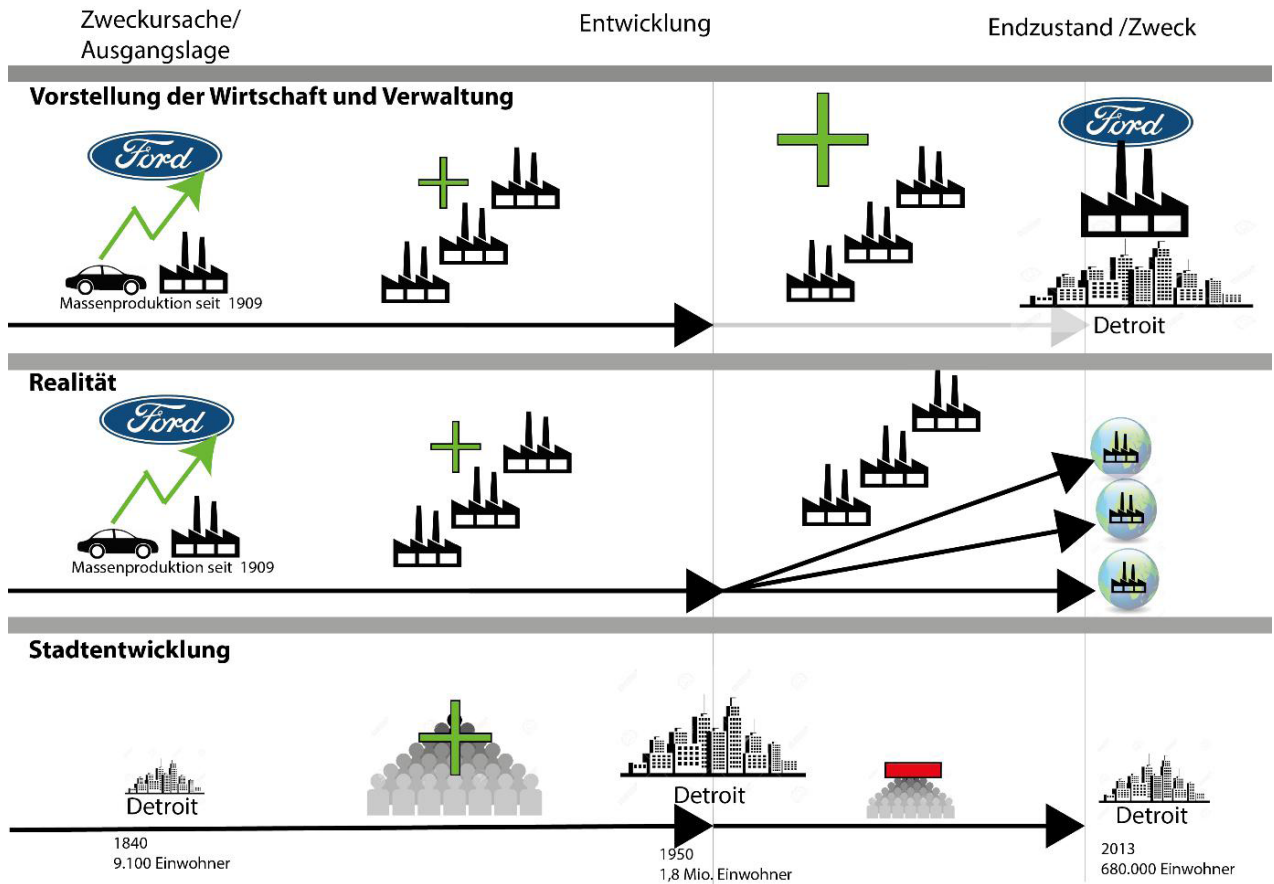 Zweckursache/
Ausgangslage
Entwicklung
Endzustand /Zweck
Vorstellung der Wirtschaft und Verwaltung
Ford
Ford
Massenproduktion seit 1909
Detroit
Realität
Ford
Massenproduktion seit 1909
Stadtentwicklung
Detroit
Detroit
Detroit
1840
9.100 Einwohner
1950
1,8 Mio. Einwohner
2013
680.000 Einwohner